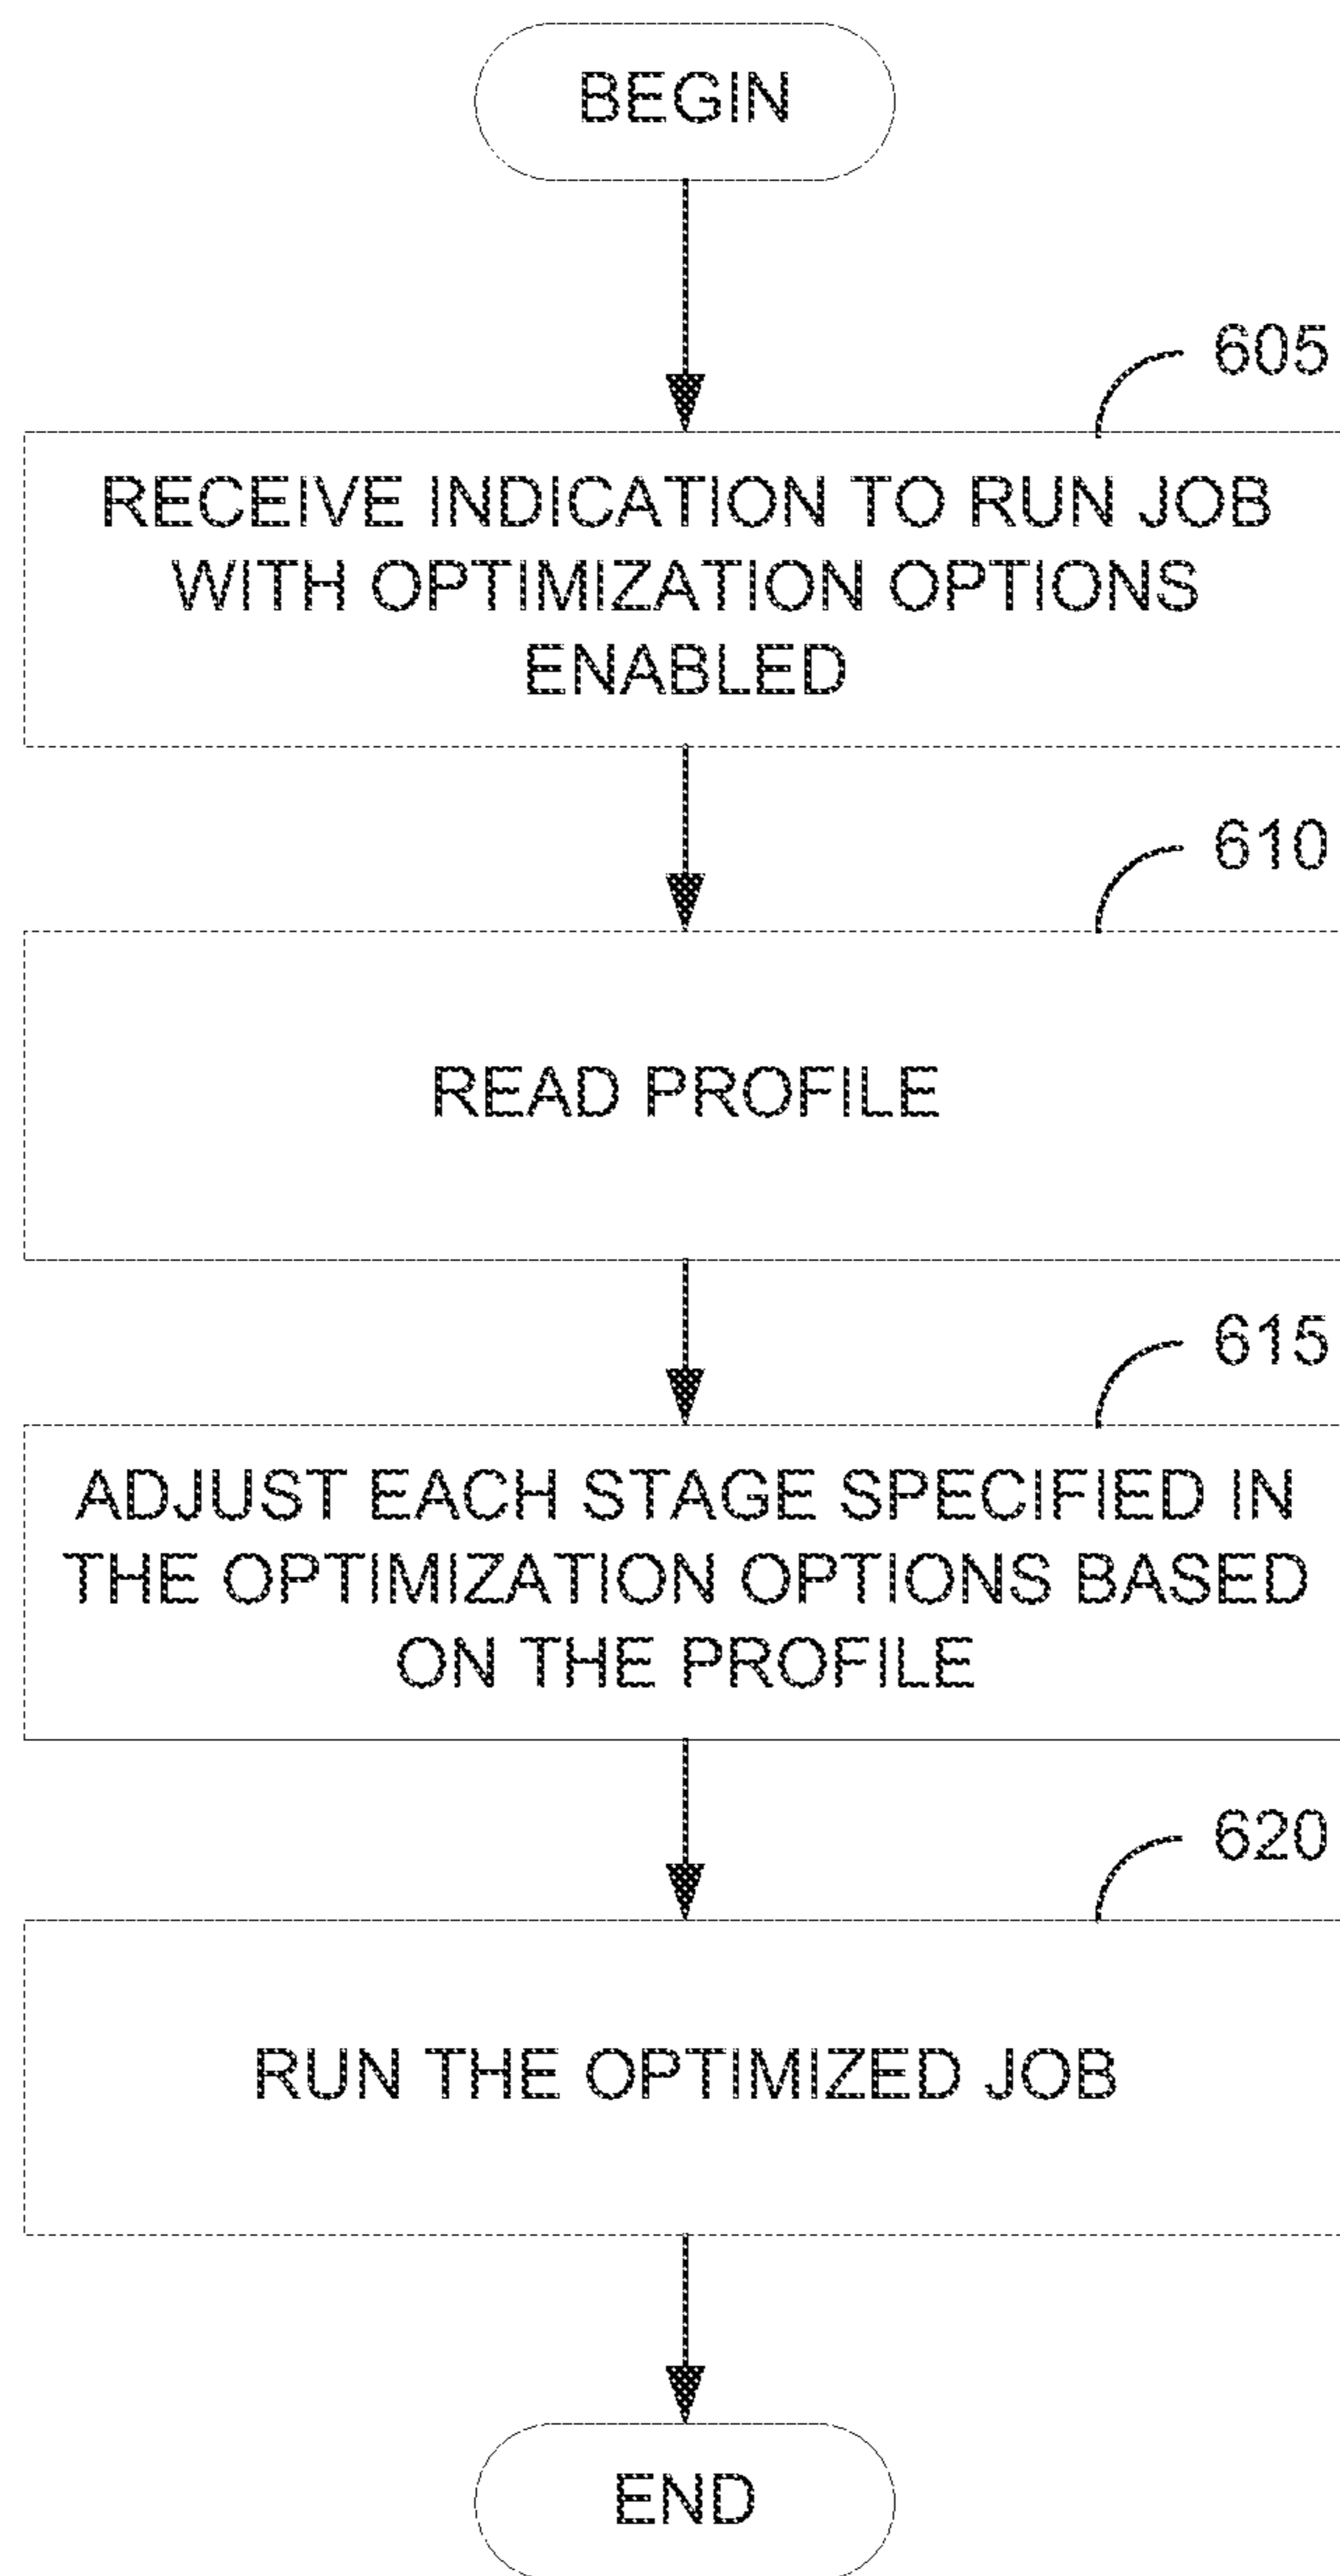 BEGIN
605
RECEIVE INDICATION TO RUN JOB
WITH OPTIMIZATION OPTIONS
ENABLED
610
READ PROFILE
615
ADJUST EACH STAGE SPECIFIED IN
THE OPTIMIZATION OPTIONS BASED
ON THE PROFILE
620
RUN THE OPTIMIZED JOB
END